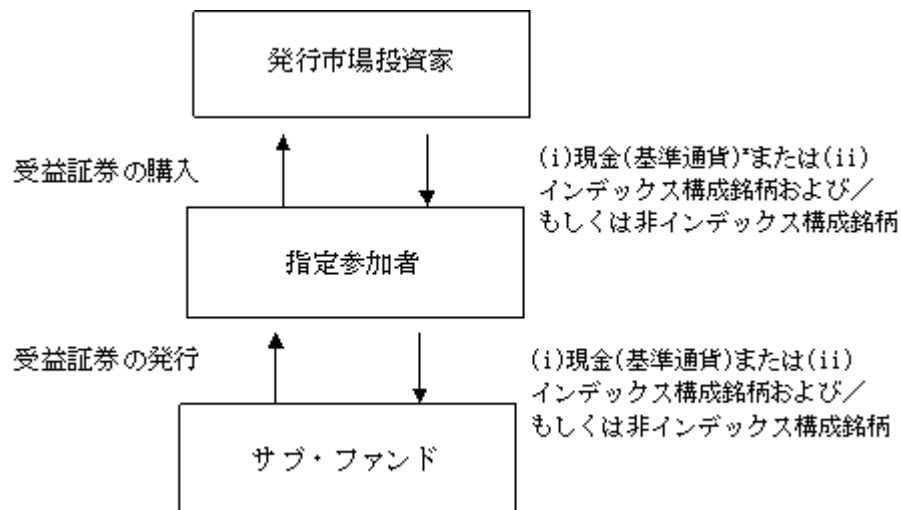 発行市場投資家
受益証券の購入
(i)現金(基準通貨)*または(ii)
インデックス構成銘柄および／
もしくは非インデックス構成銘柄
指定参加者
受益証券の発行
(i)現金(基準通貨)または(ii)
インデックス構成銘柄および／
もしくは非インデックス構成銘柄
サブ・ファンド